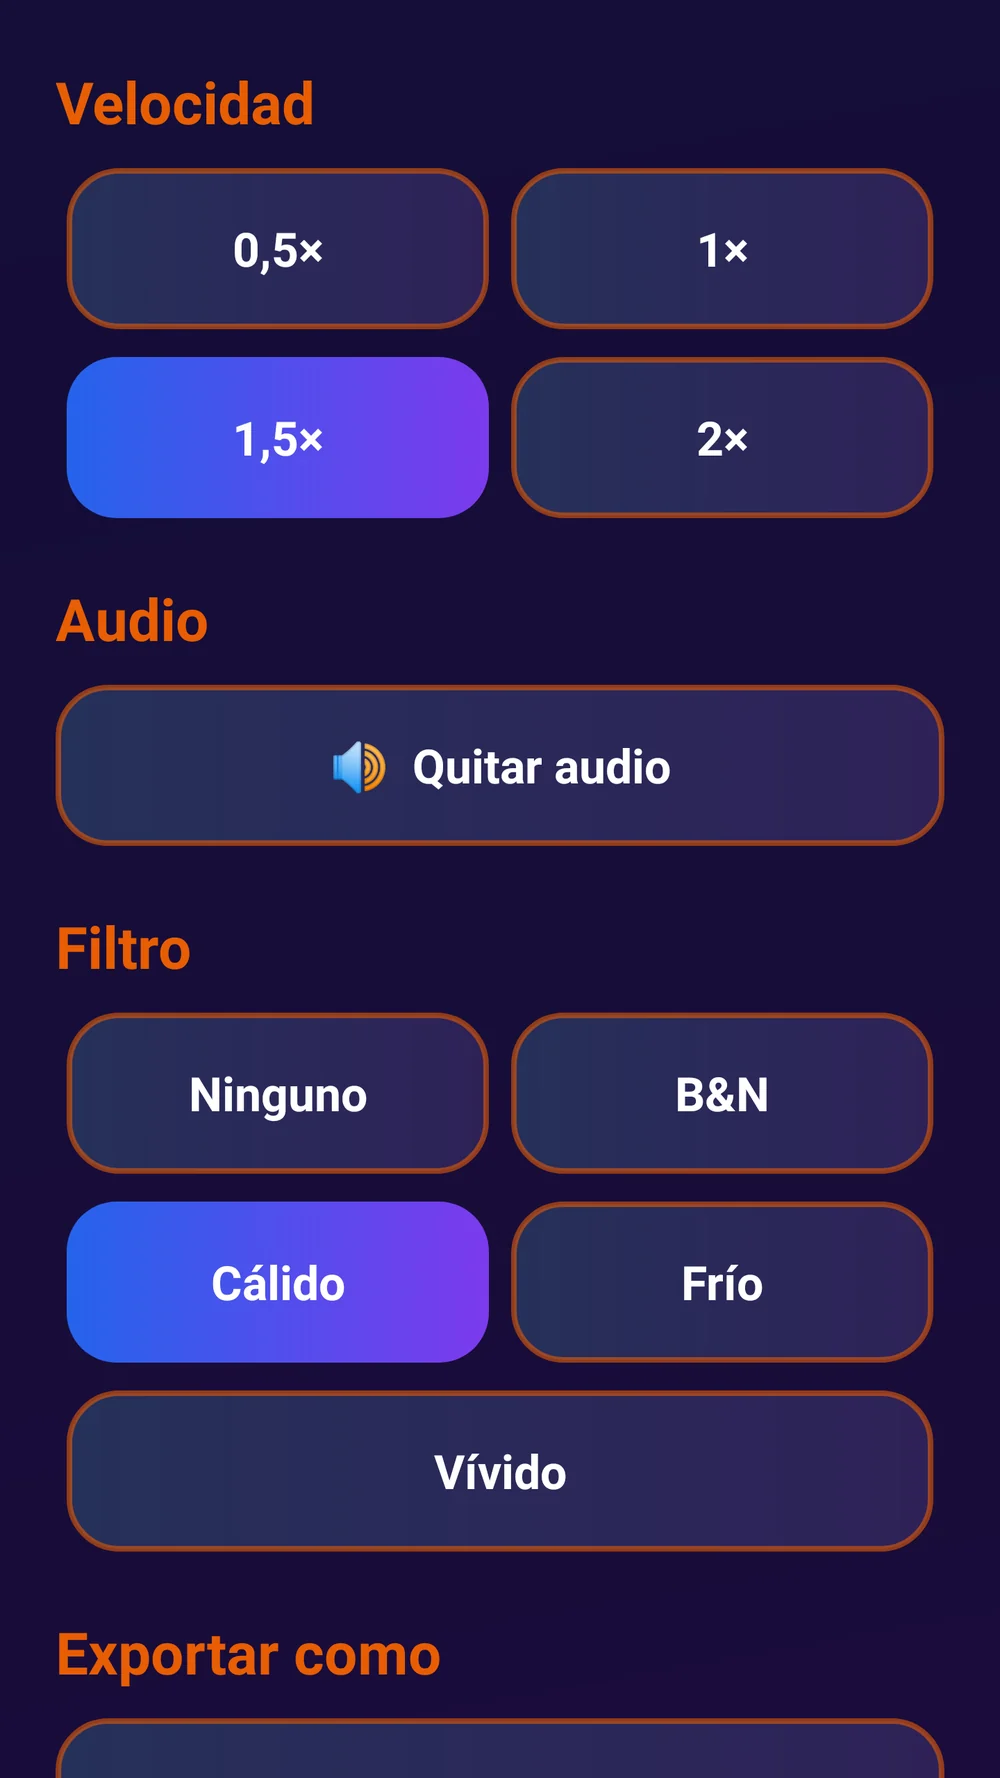 Velocidad
0,5×
1×
1,5×
2×
Audio
Quitar audio
Filtro
Ninguno
B&N
Cálido
Frío
Vívido
Exportar como